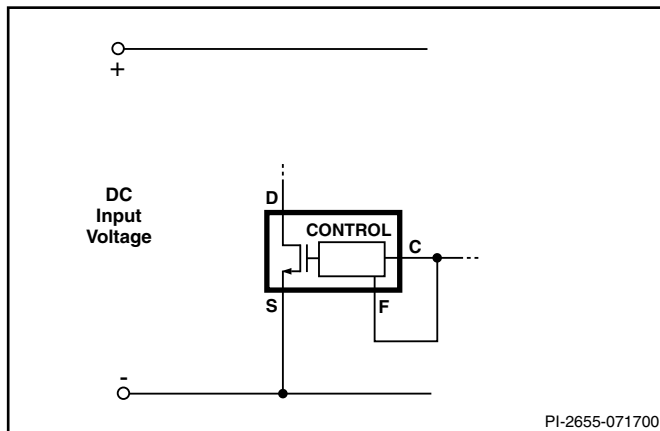 +
DC
Input
Voltage
D
CONTROL
C
S
F
-
PI-2655-071700